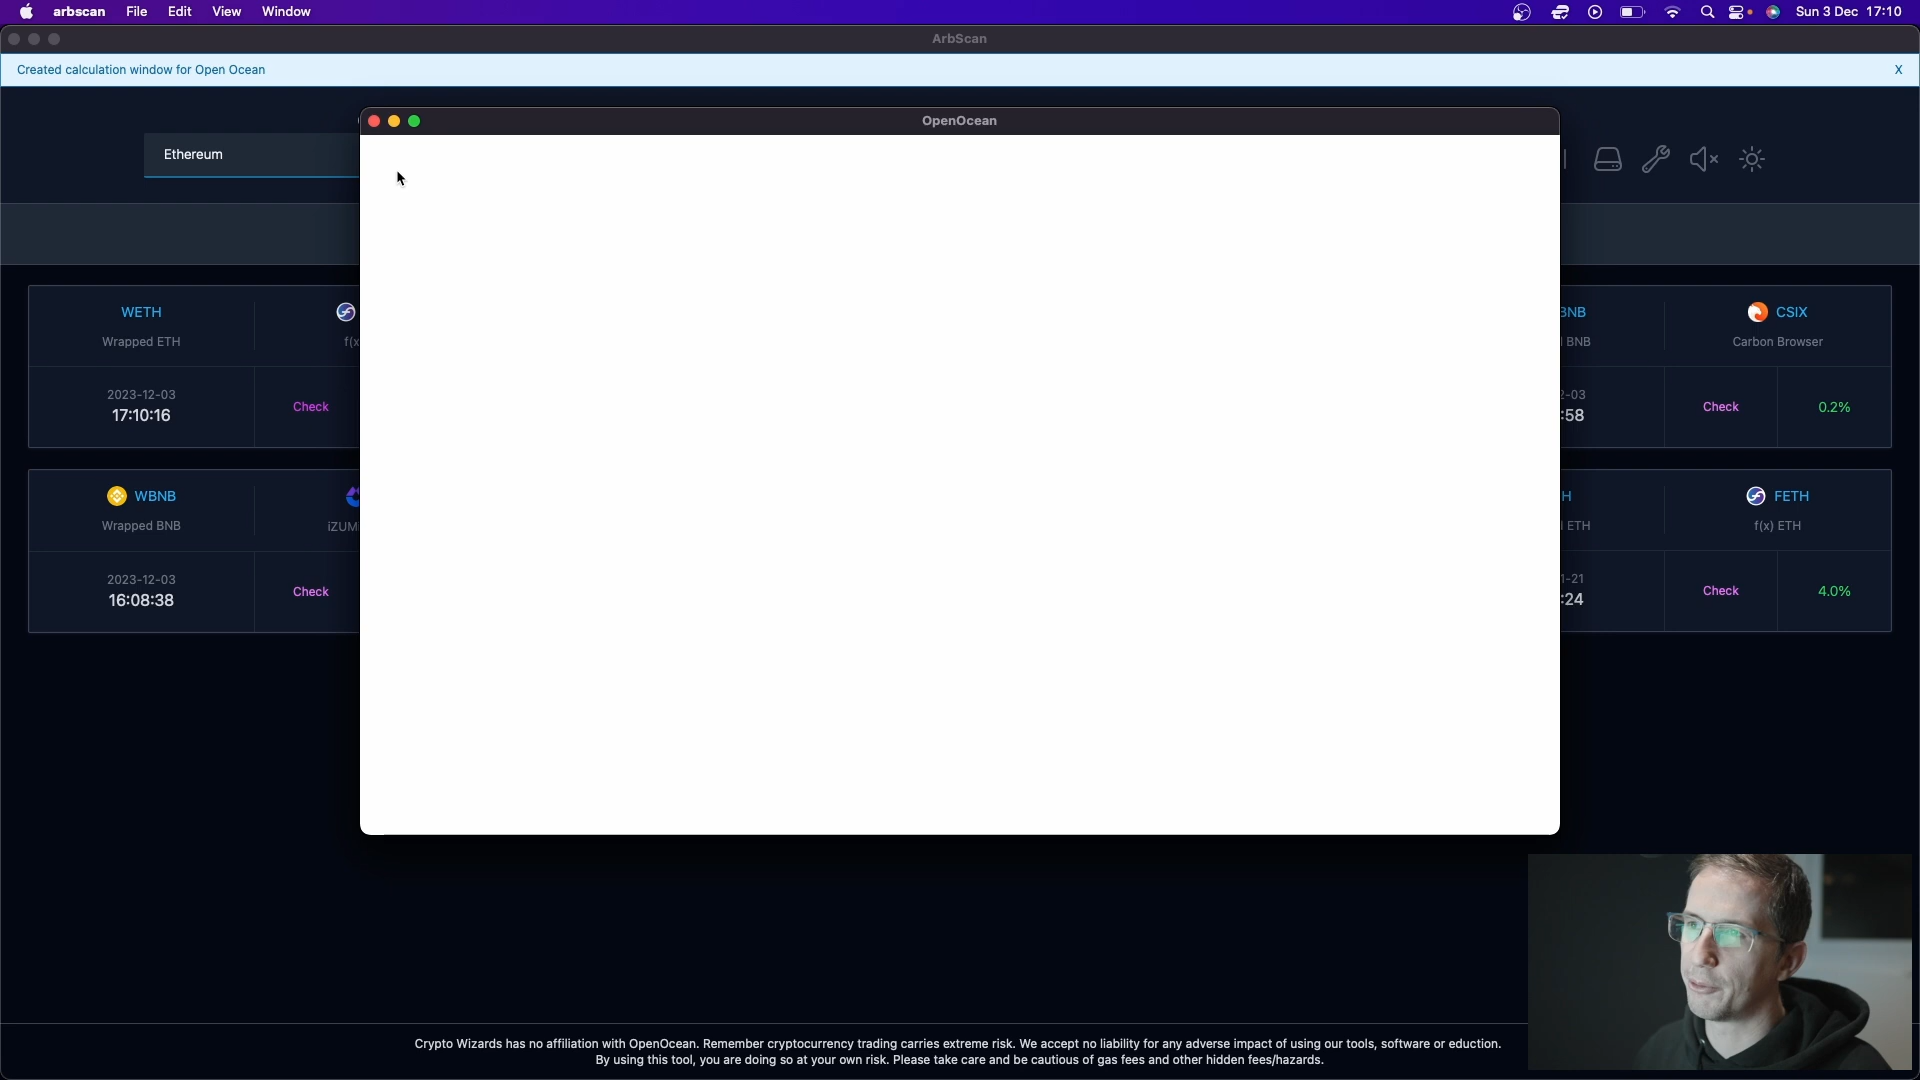 arbscan File Edit View Window
Sun 3 Dec 17:10
ArbScan
Created calculation window for Open Ocean
X
OpenOcean
Ethereum
WETH
Wrapped ETH
f(x
2023-12-03
17:10:16
Check
BNB
BNB
CSIX
Carbon Browser
2-03
:58
Check
0.2%
WBNB
Wrapped BNB
iZUM
2023-12-03
16:08:38
Check
H
ETH
FETH
f(x) ETH
1-21
:24
Check
4.0%
Crypto Wizards has no affiliation with OpenOcean. Remember cryptocurrency trading carries extreme risk. We accept no liability for any adverse impact of using our tools, software or eduction.
By using this tool, you are doing so at your own risk. Please take care and be cautious of gas fees and other hidden fees/hazards.